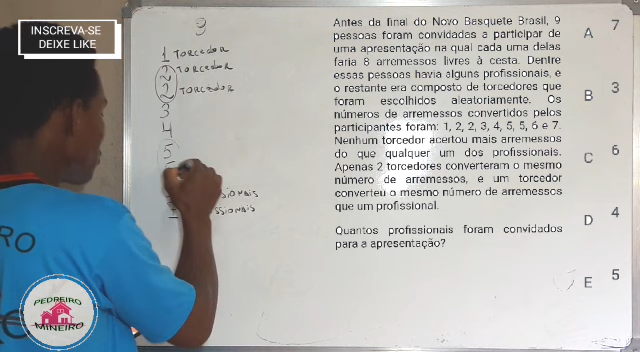 INSCREVA-SE
DEIXE LIKE
9
1 TORCEDOR
2 TORCEDOR
2 TORCEDOR
3
4
5
Antes da final do Novo Basquete Brasil, 9
pessoas foram convidadas a participar de
uma apresentação na qual cada uma delas
faria 8 arremessos livres à cesta. Dentre
essas pessoas havia alguns profissionais, e
o restante era composto de torcedores que
foram escolhidos aleatoriamente. Os
números de arremessos convertidos pelos
participantes foram: 1, 2, 2, 3, 4, 5, 5, 6 e 7.
Nenhum torcedor acertou mais arremessos
do que qualquer um dos profissionais.
Apenas 2 torcedores converteram o mesmo
número de arremessos, e um torcedor
converteu o mesmo número de arremessos
que um profissional.
Quantos profissionais foram convidados
para a apresentação?
A 7
B 3
C 6
D 4
E 5
PEDREIRO
MINEIRO